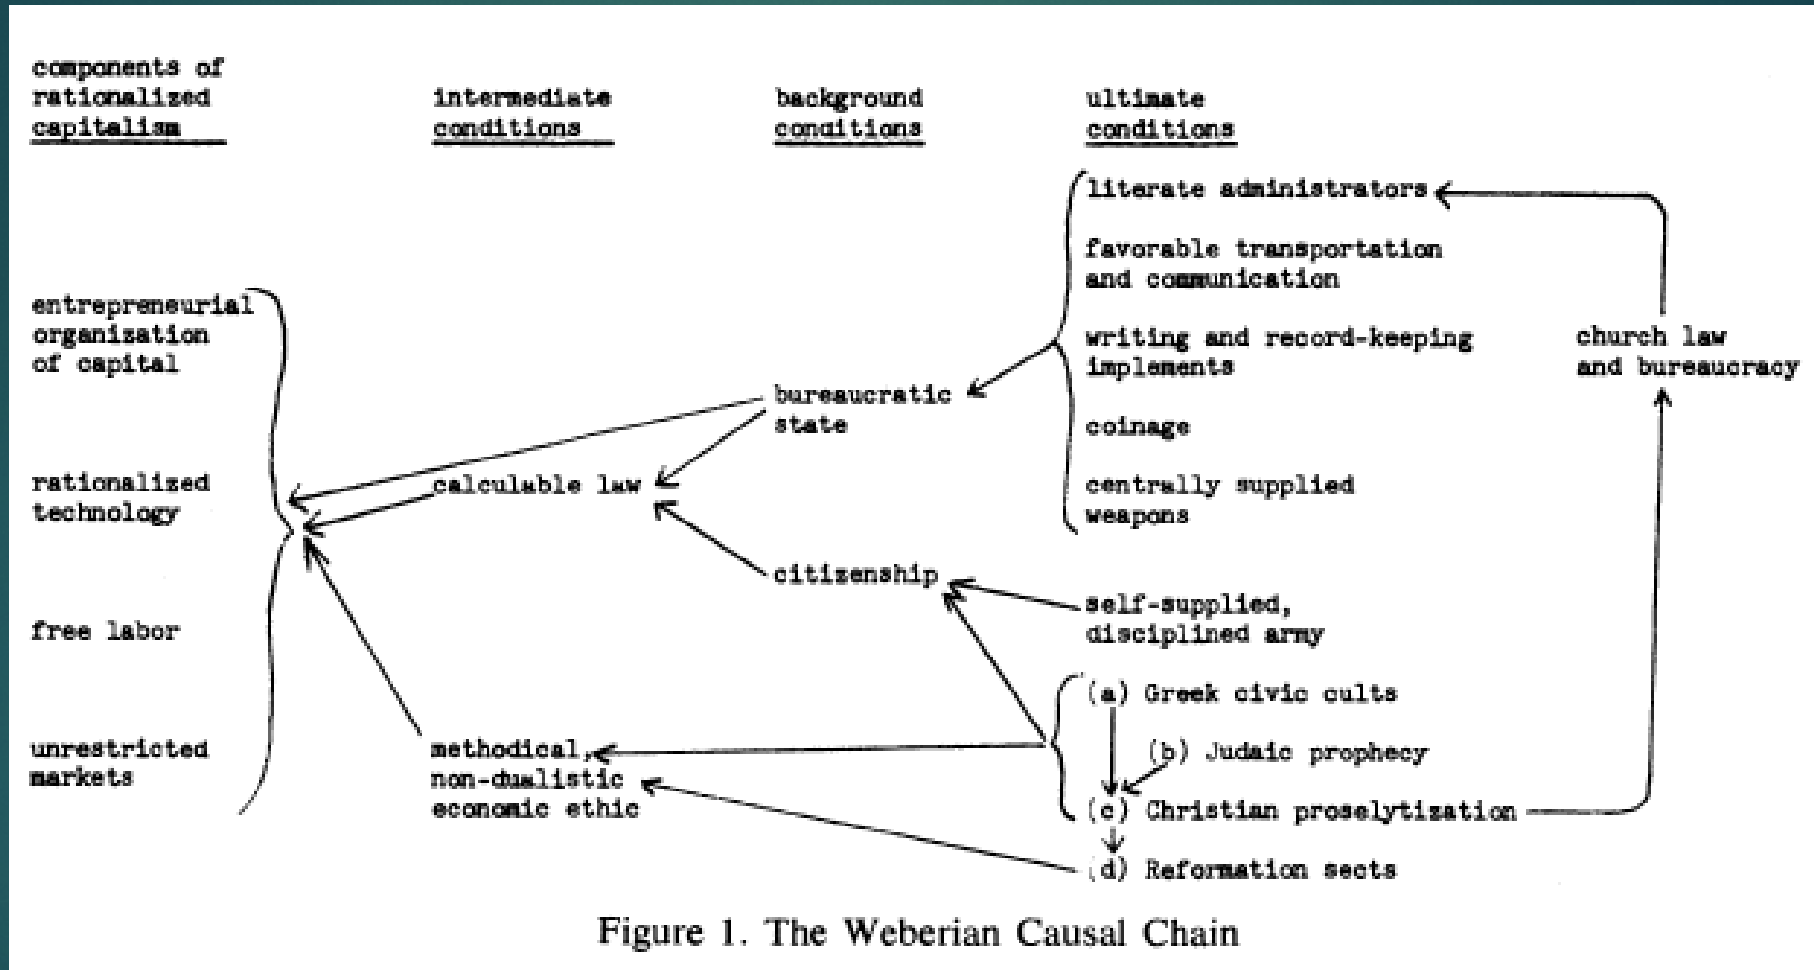 components of
rationalized
capitalism
intermediate
conditions
background
conditions
ultimate
conditions
literate administrators
favorable transportation
and communication
writing and record-keeping
implements
coinage
centrally supplied
weapons
church law
and bureaucracy
entrepreneurial
organization
of capital
rationalized
technology
free labor
unrestricted
markets
bureaucratic
state
calculable law
citizenship
self-supplied,
disciplined army
methodical,
non-dualistic
economic ethic
(a) Greek civic cults
(b) Judaic prophecy
(c) Christian proselytization
(d) Reformation sects
Figure 1. The Weberian Causal Chain